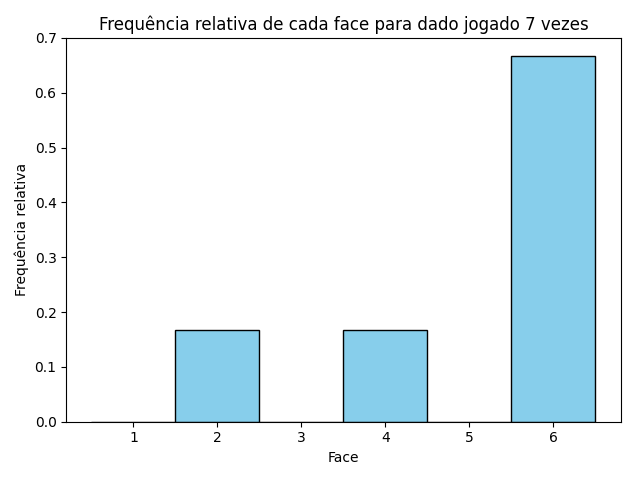 Frequência relativa de cada face para dado jogado 7 vezes
Frequência relativa
0.7
0.6
0.5
0.4
0.3
0.2
0.1
0.0
1 2 3 4 5 6
Face